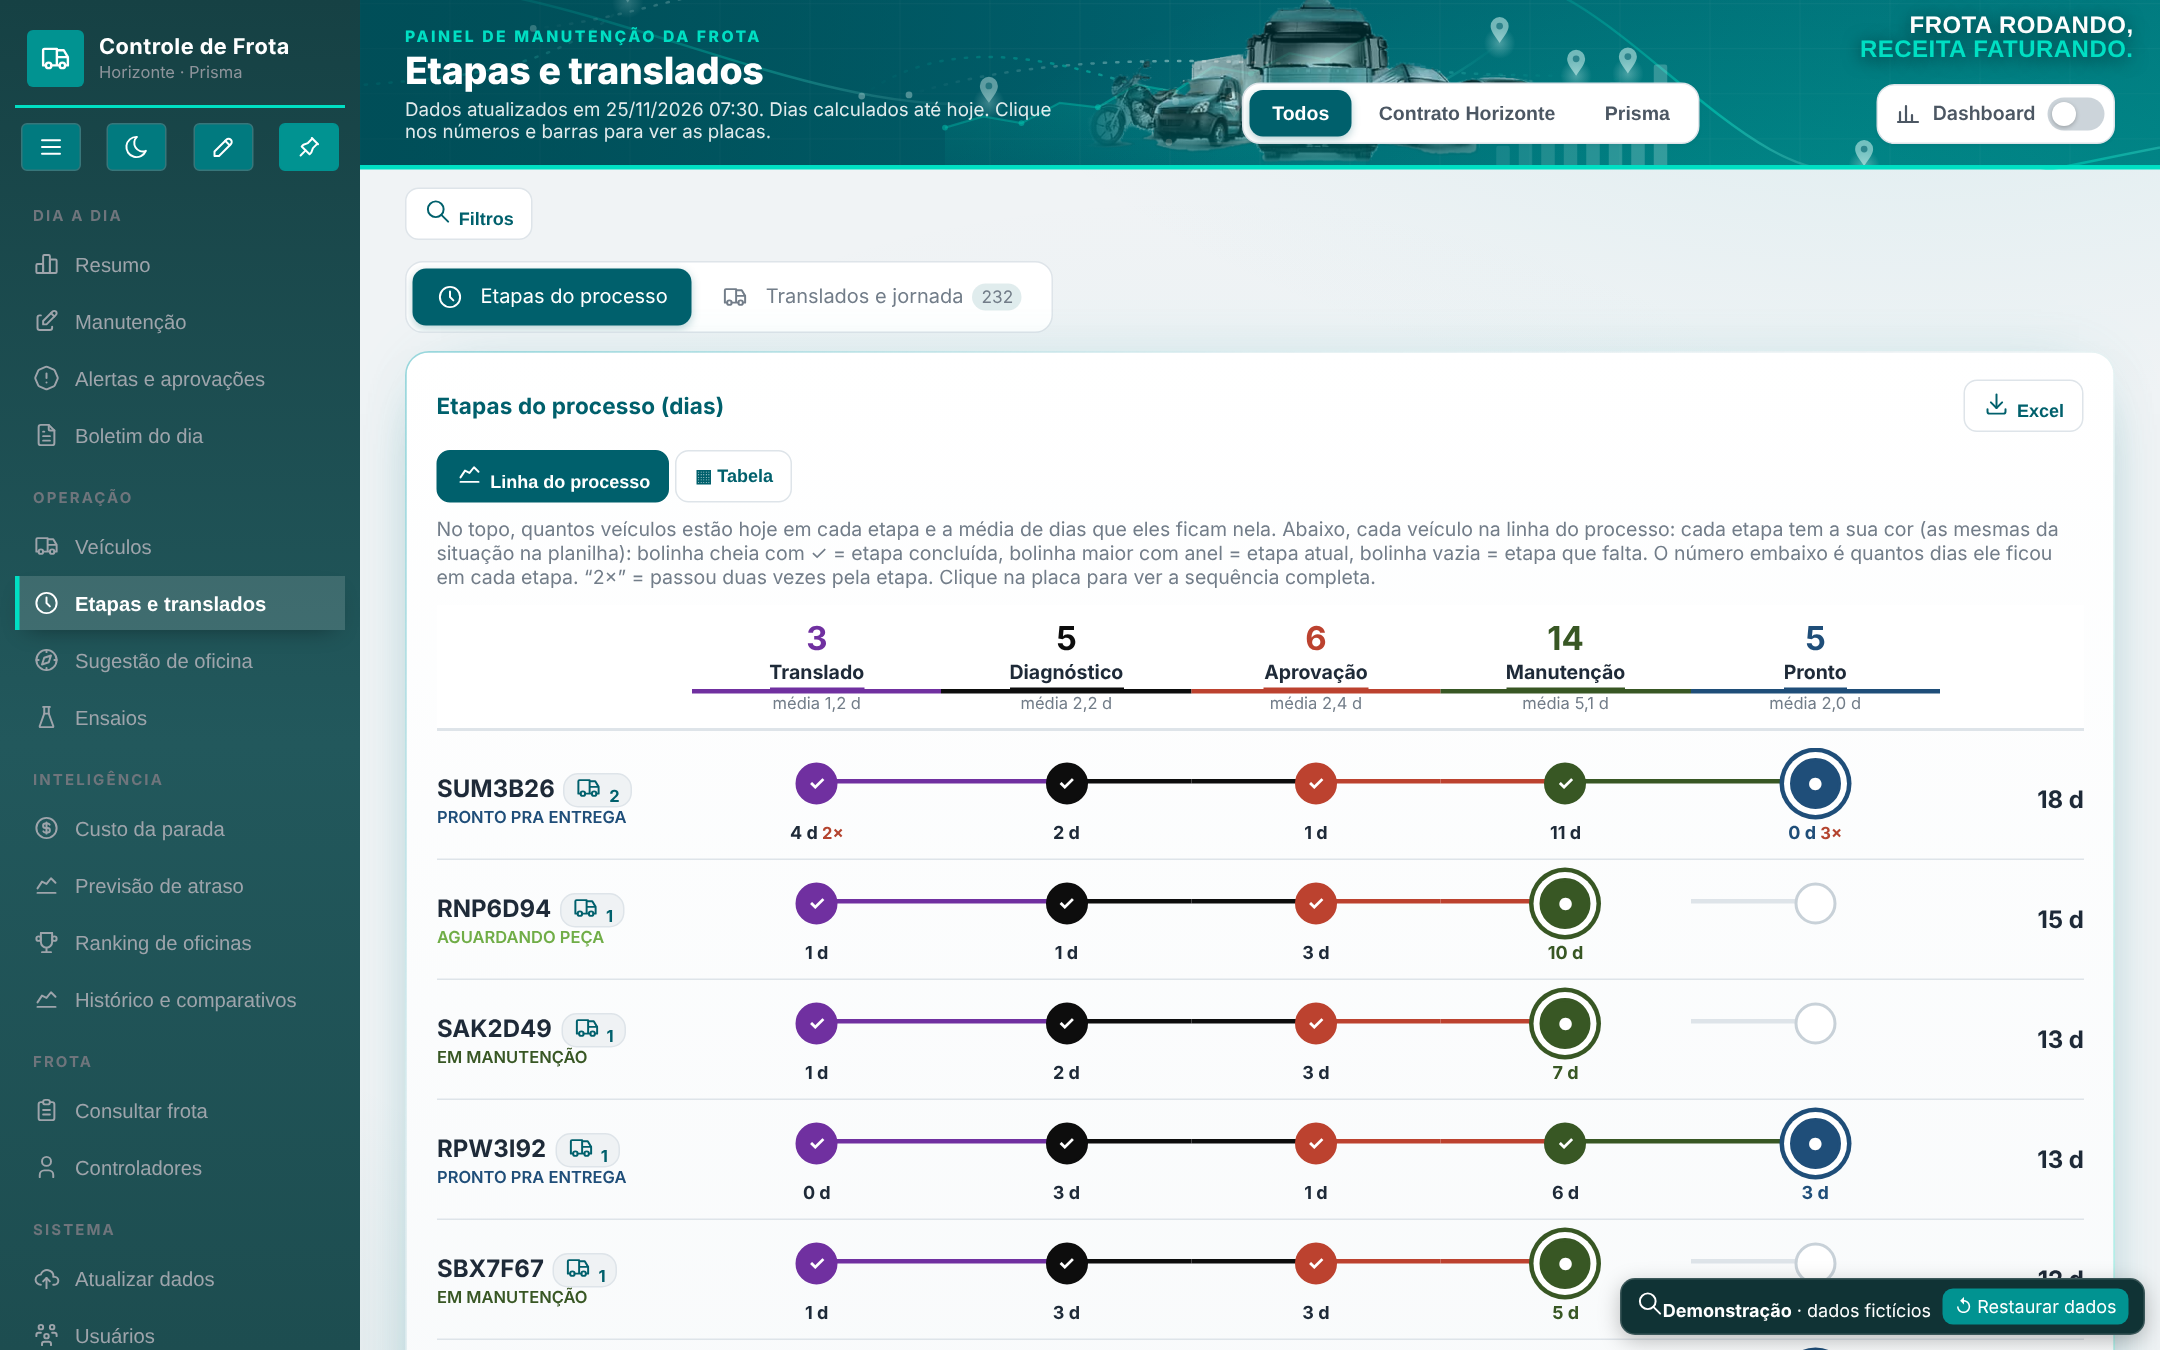 Controle de Frota
Horizonte · Prisma
DIA A DIA
Resumo
Manutenção
Alertas e aprovações
Boletim do dia
OPERAÇÃO
Veículos
Etapas e translados
Sugestão de oficina
Ensaios
INTELIGÊNCIA
Custo da parada
Previsão de atraso
Ranking de oficinas
Histórico e comparativos
FROTA
Consultar frota
Controladores
SISTEMA
Atualizar dados
Usuários
PAINEL DE MANUTENÇÃO DA FROTA
Etapas e translados
Dados atualizados em 25/11/2026 07:30. Dias calculados até hoje. Clique
nos números e barras para ver as placas.
Todos Contrato Horizonte Prisma
FROTA RODANDO,
RECEITA FATURANDO.
Dashboard
Filtros
Etapas do processo Translados e jornada 232
Etapas do processo (dias)
Excel
Linha do processo Tabela
No topo, quantos veículos estão hoje em cada etapa e a média de dias que eles ficam nela. Abaixo, cada veículo na linha do processo: cada etapa tem a sua cor (as mesmas da
situação na planilha): bolinha cheia com ✓ = etapa concluída, bolinha maior com anel = etapa atual, bolinha vazia = etapa que falta. O número embaixo é quantos dias ele ficou
em cada etapa. “2×” = passou duas vezes pela etapa. Clique na placa para ver a sequência completa.
3 5 6 14 5
Translado Diagnóstico Aprovação Manutenção Pronto
média 1,2 d média 2,2 d média 2,4 d média 5,1 d média 2,0 d
SUM3B26 2
PRONTO PRA ENTREGA
4 d 2× 2 d 1 d 11 d 0 d 3×
18 d
RNP6D94 1
AGUARDANDO PEÇA
1 d 1 d 3 d 10 d
15 d
SAK2D49 1
EM MANUTENÇÃO
1 d 2 d 3 d 7 d
13 d
RPW3I92 1
PRONTO PRA ENTREGA
0 d 3 d 1 d 6 d 3 d
13 d
SBX7F67 1
EM MANUTENÇÃO
1 d 3 d 3 d 5 d
Demonstração · dados fictícios Restaurar dados